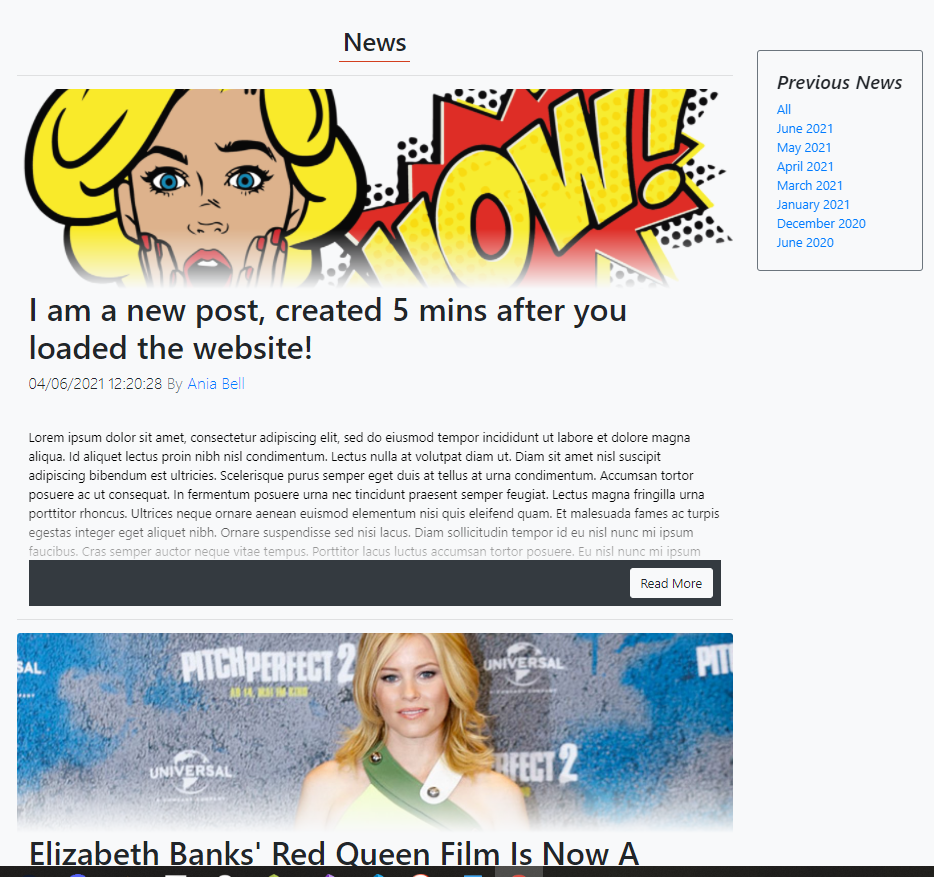 News
WOW!
I am a new post, created 5 mins after you
loaded the website!
04/06/2021 12:20:28 By Ania Bell
Lorem ipsum dolor sit amet, consectetur adipiscing elit, sed do eiusmod tempor incididunt ut labore et dolore magna
aliqua. Id aliquet lectus proin nibh nisl condimentum. Lectus nulla at volutpat diam ut. Diam sit amet nisl suscipit
adipiscing bibendum est ultricies. Scelerisque purus semper eget duis at tellus at urna condimentum. Accumsan tortor
posuere ac ut consequat. In fermentum posuere urna nec tincidunt praesent semper feugiat. Lectus magna fringilla urna
porttitor rhoncus. Ultrices neque ornare aenean euismod elementum nisi quis eleifend quam. Et malesuada fames ac turpis
egestas integer eget aliquet nibh. Ornare suspendisse sed nisi lacus. Diam sollicitudin tempor id eu nisl nunc mi ipsum
faucibus. Cras semper auctor neque vitae tempus. Porttitor lacus luctus accumsan tortor posuere. Eu nisl nunc mi ipsum
Read More
SAL.
PITCH PERFECT 2
AB 14. MAI IM KINO
UNIVERSAL
PIT
UNIVERSAL
RFECT 2
Elizabeth Banks' Red Queen Film Is Now A
Previous News
All
June 2021
May 2021
April 2021
March 2021
January 2021
December 2020
June 2020